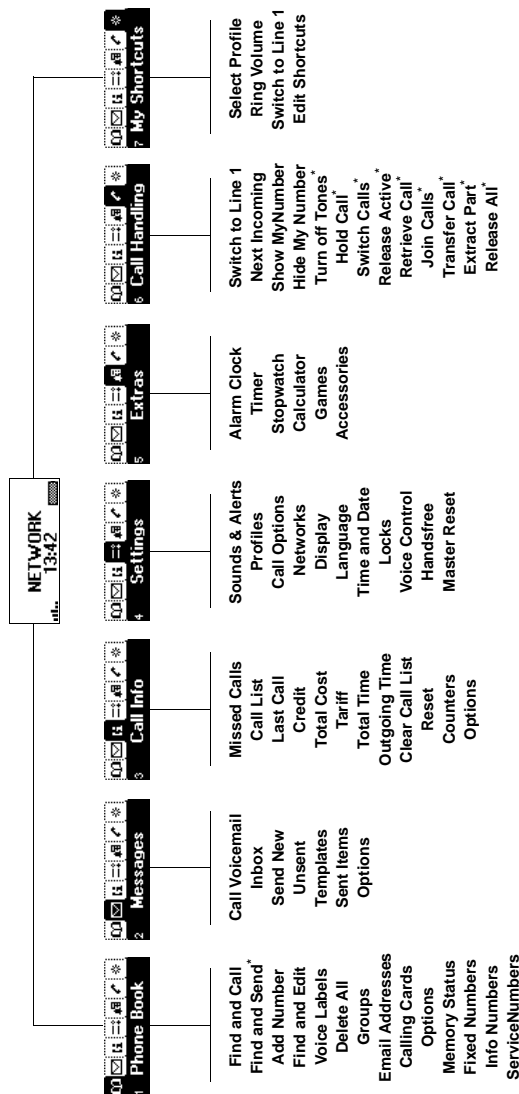 NETWORK
13:42
1 Phone Book
Find and Call
Find and Send*
Add Number
Find and Edit
Voice Labels
Delete All
Groups
Email Addresses
Calling Cards
Options
Memory Status
Fixed Numbers
Info Numbers
ServiceNumbers
2 Messages
Call Voicemail
Inbox
Send New
Unsent
Templates
Sent Items
Options
3 Call Info
Missed Calls
Call List
Last Call
Credit
Total Cost
Tariff
Total Time
Outgoing Time
Clear Call List
Reset
Counters
Options
4 Settings
Sounds & Alerts
Profiles
Call Options
Networks
Display
Language
Time and Date
Locks
Voice Control
Handsfree
Master Reset
5 Extras
Alarm Clock
Timer
Stopwatch
Calculator
Games
Accessories
6 Call Handling
Switch to Line 1
Next Incoming
Show MyNumber
Hide My Number
Turn off Tones*
Hold Call*
Switch Calls*
Release Active*
Retrieve Call*
Join Calls*
Transfer Call*
Extract Part*
Release All*
7 My Shortcuts
Select Profile
Ring Volume
Switch to Line 1
Edit Shortcuts